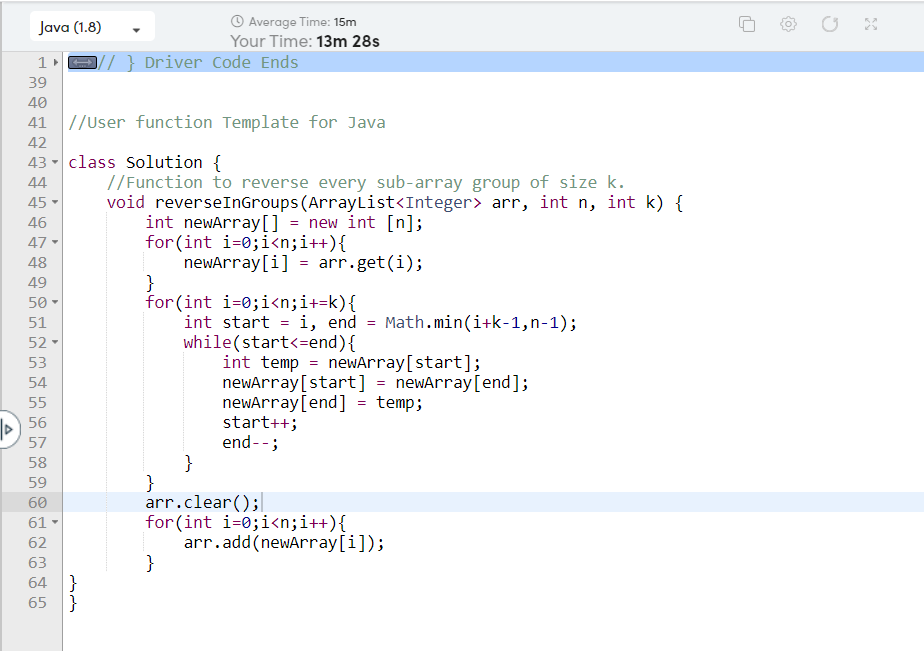 Java (1.8)
Average Time: 15m
Your Time: 13m 28s
1 // } Driver Code Ends
39
40
41 //User function Template for Java
42
43 class Solution {
44     //Function to reverse every sub-array group of size k.
45     void reverseInGroups(ArrayList<Integer> arr, int n, int k) {
46         int newArray[] = new int [n];
47         for(int i=0;i<n;i++){
48             newArray[i] = arr.get(i);
49         }
50         for(int i=0;i<n;i+=k){
51             int start = i, end = Math.min(i+k-1,n-1);
52             while(start<=end){
53                 int temp = newArray[start];
54                 newArray[start] = newArray[end];
55                 newArray[end] = temp;
56                 start++;
57                 end--;
58             }
59         }
60         arr.clear();
61         for(int i=0;i<n;i++){
62             arr.add(newArray[i]);
63         }
64 }
65 }